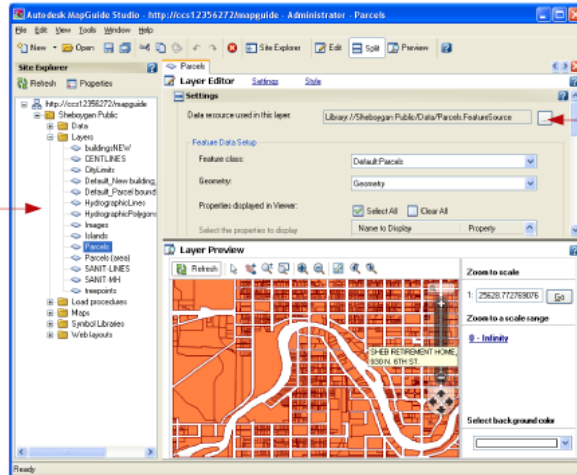 Autodesk MapGuide Studio - http://ccs12356272/mapguide - Administrator - Parcels
File Edit View Tools Window Help
New Open Site Explorer Edit Split Preview
Site Explorer
Refresh Properties
http://ccs12356272/mapguide
Sheboygan Public
Data
Layers
buildingsNEW
CENTLINES
CityLimits
Default_New building_
Default_Parcel bound
HydrographicLines
HydrographicPolygons
Images
Islands
Parcels
Parcels (area)
SANIT-LINES
SANIT-MH
treepoints
Load procedures
Maps
Symbol Libraries
Web layouts
Parcels
Layer Editor Settings Style
Settings
Data resource used in this layer: Library://Sheboygan Public/Data/Parcels.FeatureSource ...
Feature Data Setup
Feature class: Default:Parcels
Geometry: Geometry
Properties displayed in Viewer: Select All Clear All
Select the properties to display Name to Display Property
Layer Preview
Refresh
SHEB RETIREMENT HOME,
930 N. 6TH ST.
Zoom to scale
1: 25628.772769076 Go
Zoom to a scale range
0 - Infinity
Select background color
Ready